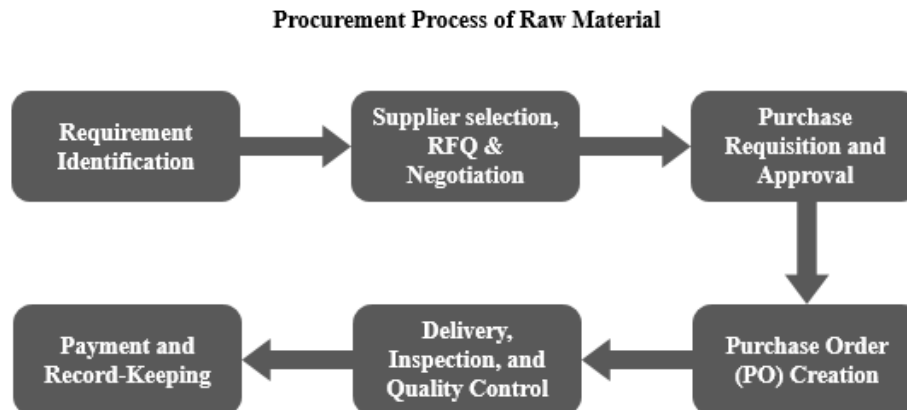 Procurement Process of Raw Material
Requirement
Identification
Supplier selection,
RFQ &
Negotiation
Purchase
Requisition and
Approval
Purchase Order
(PO) Creation
Delivery,
Inspection, and
Quality Control
Payment and
Record-Keeping